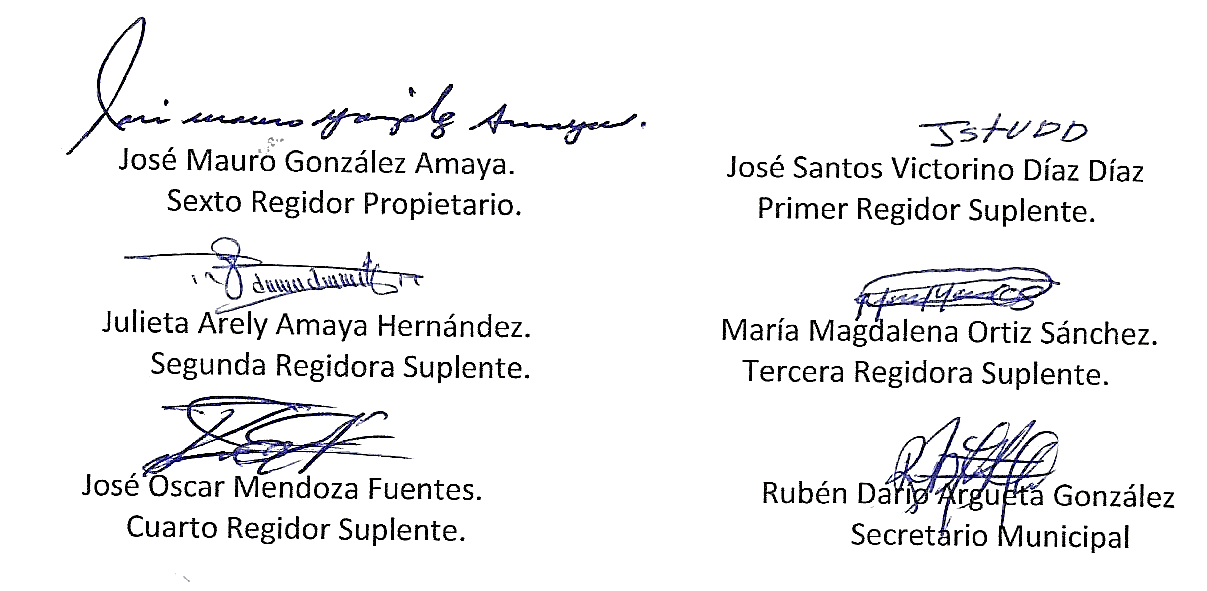 José Mauro González Amaya.
Sexto Regidor Propietario.
JStVDD
José Santos Victorino Díaz Díaz
Primer Regidor Suplente.
Julieta Arely Amaya Hernández.
Segunda Regidora Suplente.
María Magdalena Ortiz Sánchez.
Tercera Regidora Suplente.
José Oscar Mendoza Fuentes.
Cuarto Regidor Suplente.
Rubén Darío Argueta González
Secretario Municipal